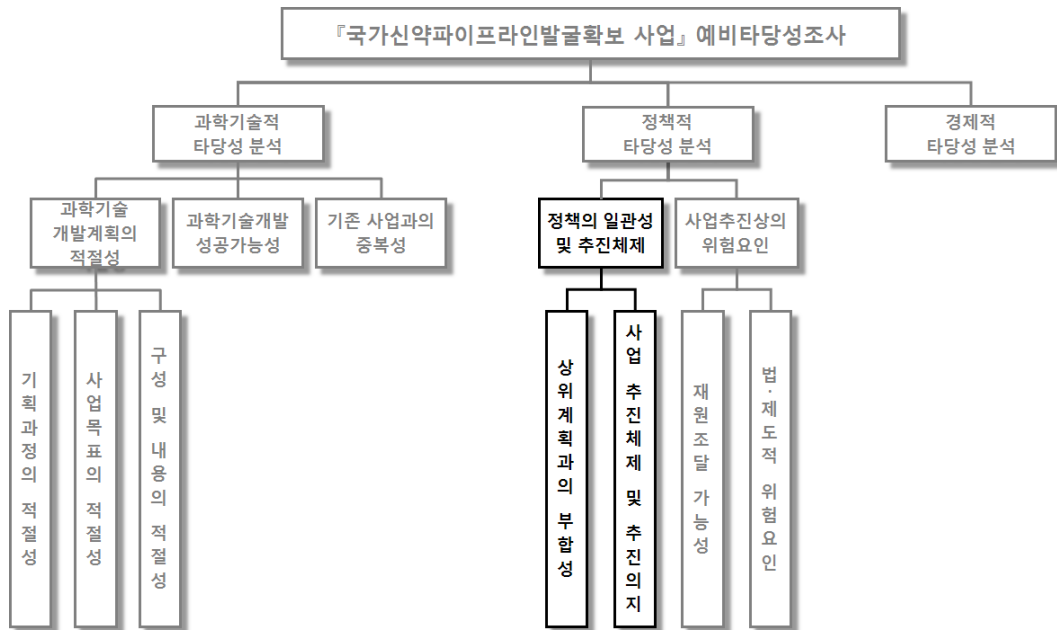 『국가신약파이프라인발굴확보 사업』 예비타당성조사
과학기술적
타당성 분석
정책적
타당성 분석
경제적
타당성 분석
과학기술
개발계획의
적절성
과학기술개발
성공가능성
기존 사업과의
중복성
정책의 일관성
및 추진체제
사업추진상의
위험요인
기획과정의 적절성
사업목표의 적절성
구성 및 내용의 적절성
상위계획과의 부합성
사업 추진체제 및 추진의지
재원조달 가능성
법·제도적 위험요인